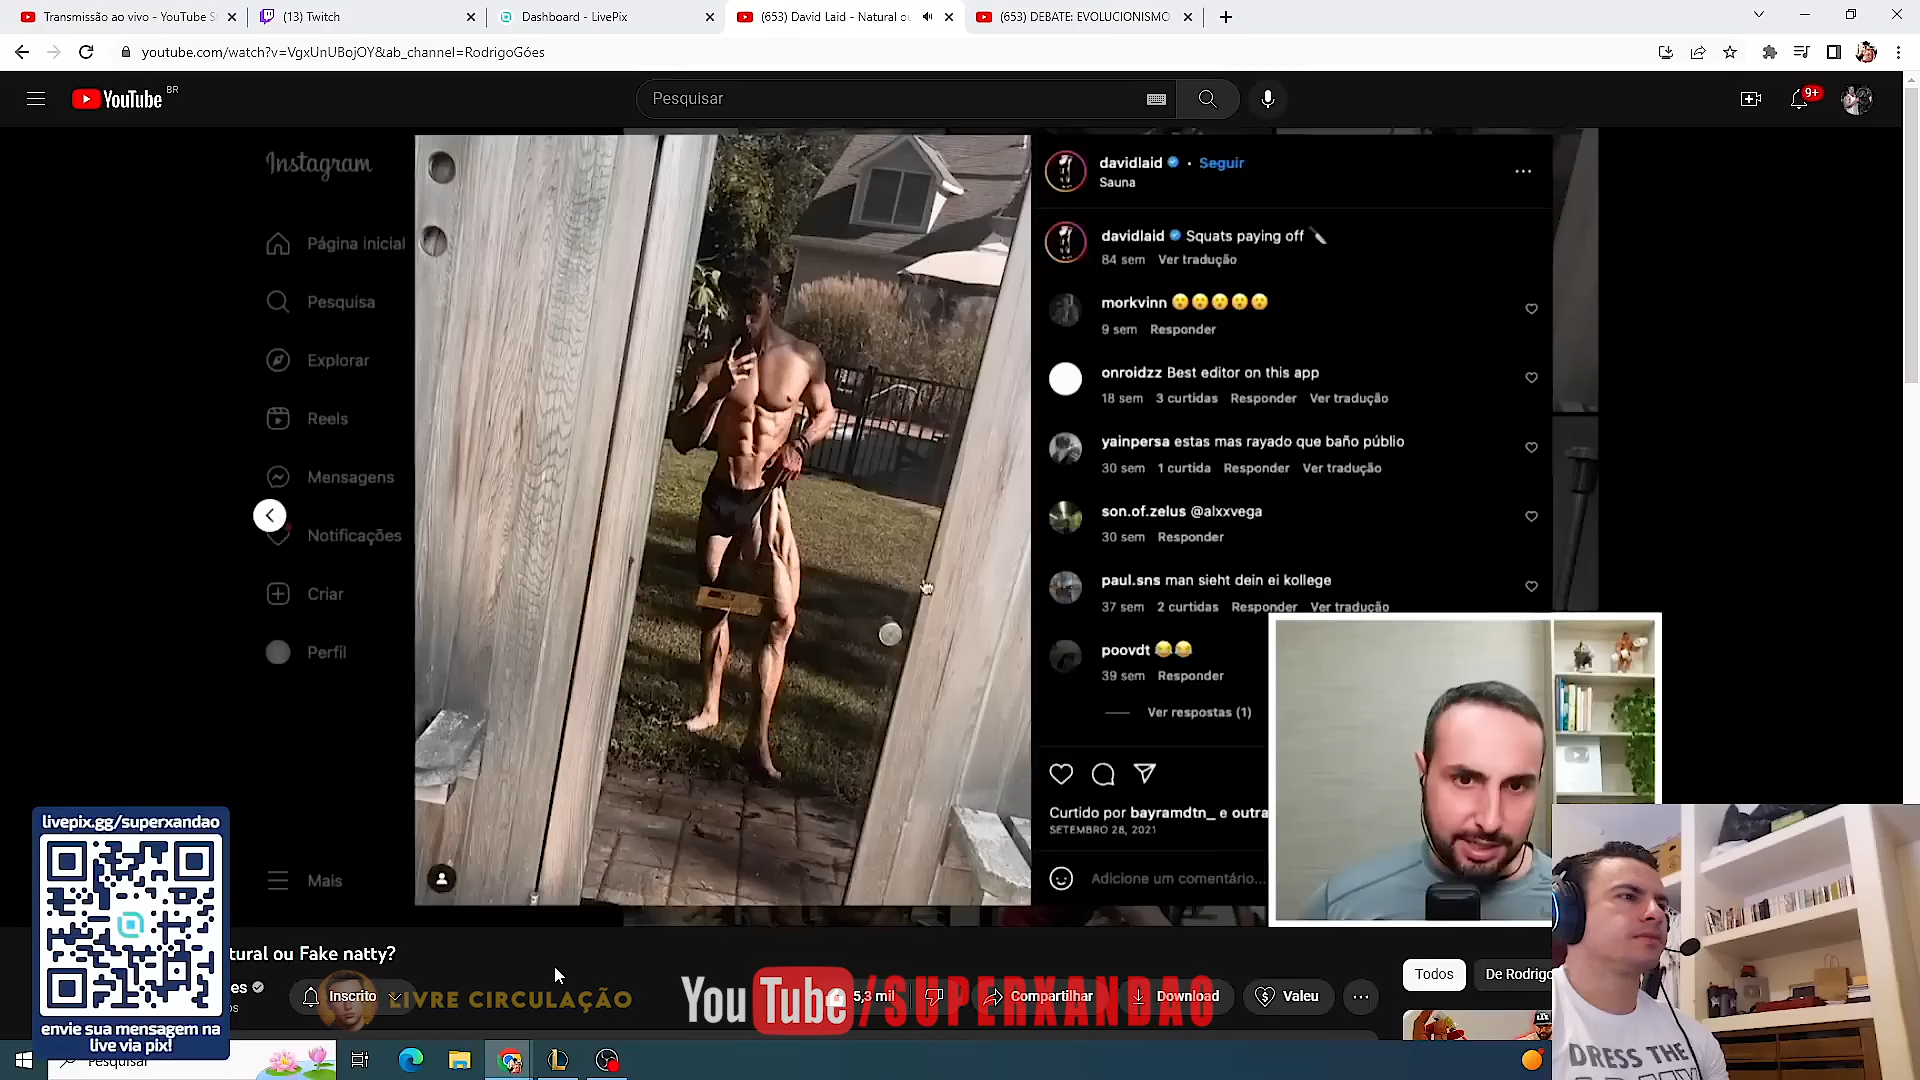 Transmissão ao vivo - YouTube S
(13) Twitch
Dashboard - LivePix
(653) David Laid - Natural ou
(653) DEBATE: EVOLUCIONISMO
youtube.com/watch?v=VgxUnUBojOY&ab_channel=RodrigoGóes
YouTube BR
Pesquisar
9+
Instagram
Página inicial
Pesquisa
Explorar
Reels
Mensagens
Notificações
Criar
Perfil
Mais
davidlaid • Seguir
Sauna
davidlaid Squats paying off
84 sem Ver tradução
morkvinn
9 sem Responder
onroidzz Best editor on this app
18 sem 3 curtidas Responder Ver tradução
yainpersa estas mas rayado que baño públio
30 sem 1 curtida Responder Ver tradução
son.of.zelus @alxxvega
30 sem Responder
paul.sns man sieht dein ei kollege
37 sem 2 curtidas Responder Ver tradução
poovdt
39 sem Responder
Ver respostas (1)
Curtido por bayramdtn_ e outra
SETEMBRO 28, 2021
Adicione um comentário...
livepix.gg/superxandao
envie sua mensagem na
live via pix!
tural ou Fake natty?
es
os
Inscrito
LIVRE CIRCULAÇÃO
YouTube/SUPERXANDAO
5,3 mil
Compartilhar
Download
Valeu
Todos
De Rodrigo
DRESS THE
Pesquisar